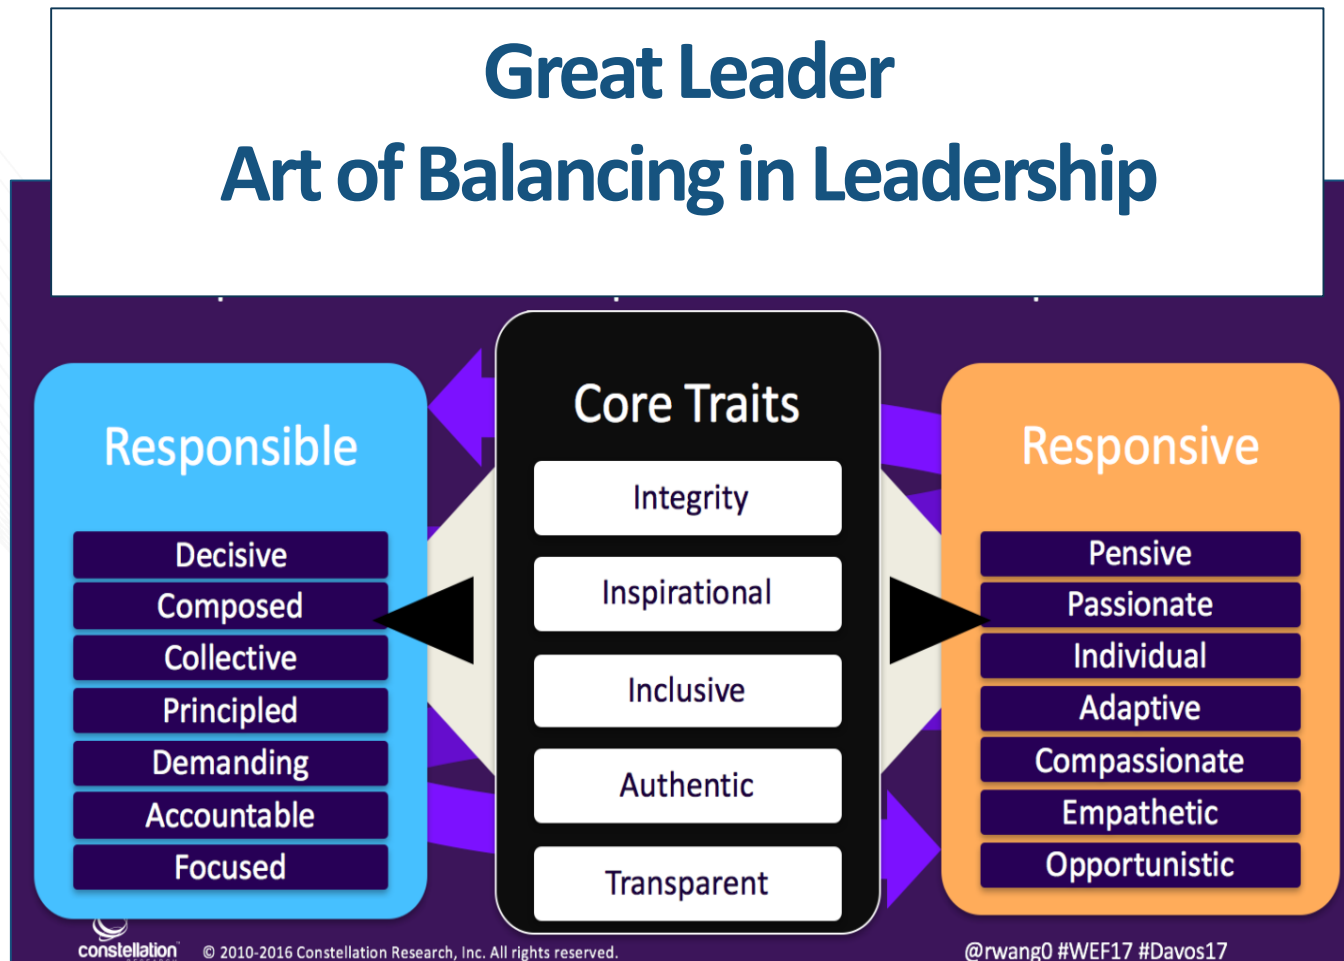 Great Leader
Art of Balancing in Leadership
Responsible
Decisive
Composed
Collective
Principled
Demanding
Accountable
Focused
Core Traits
Integrity
Inspirational
Inclusive
Authentic
Transparent
Responsive
Pensive
Passionate
Individual
Adaptive
Compassionate
Empathetic
Opportunistic
constellation
© 2010-2016 Constellation Research, Inc. All rights reserved.
@rwang0 #WEF17 #Davos17